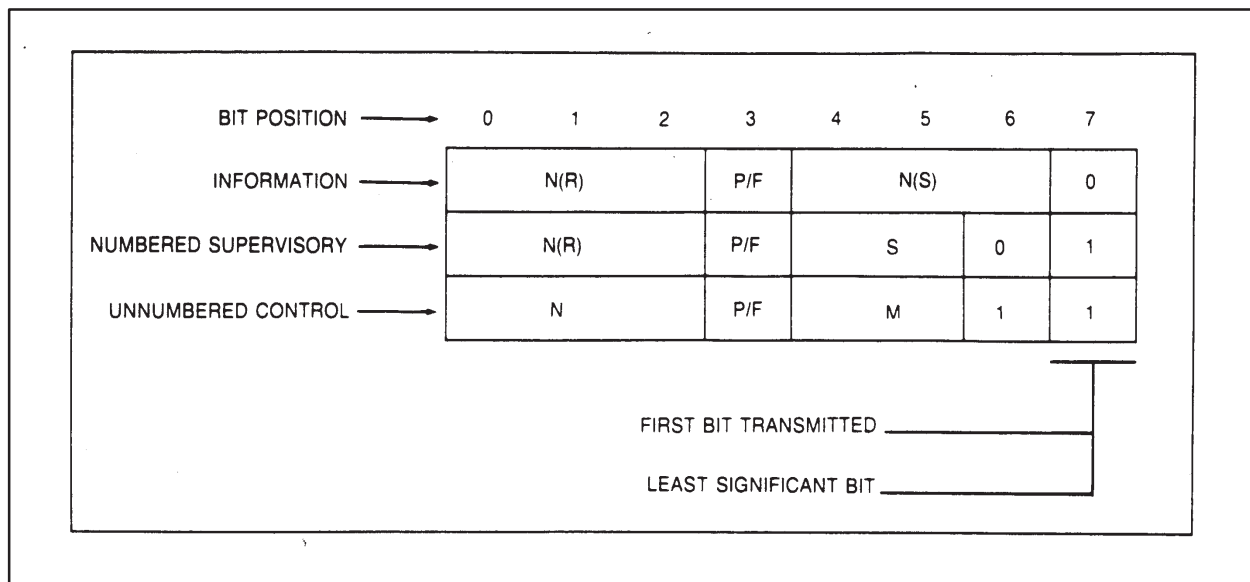 BIT POSITION 0 1 2 3 4 5 6 7
INFORMATION N(R) P/F N(S) 0
NUMBERED SUPERVISORY N(R) P/F S 0 1
UNNUMBERED CONTROL N P/F M 1 1
FIRST BIT TRANSMITTED
LEAST SIGNIFICANT BIT